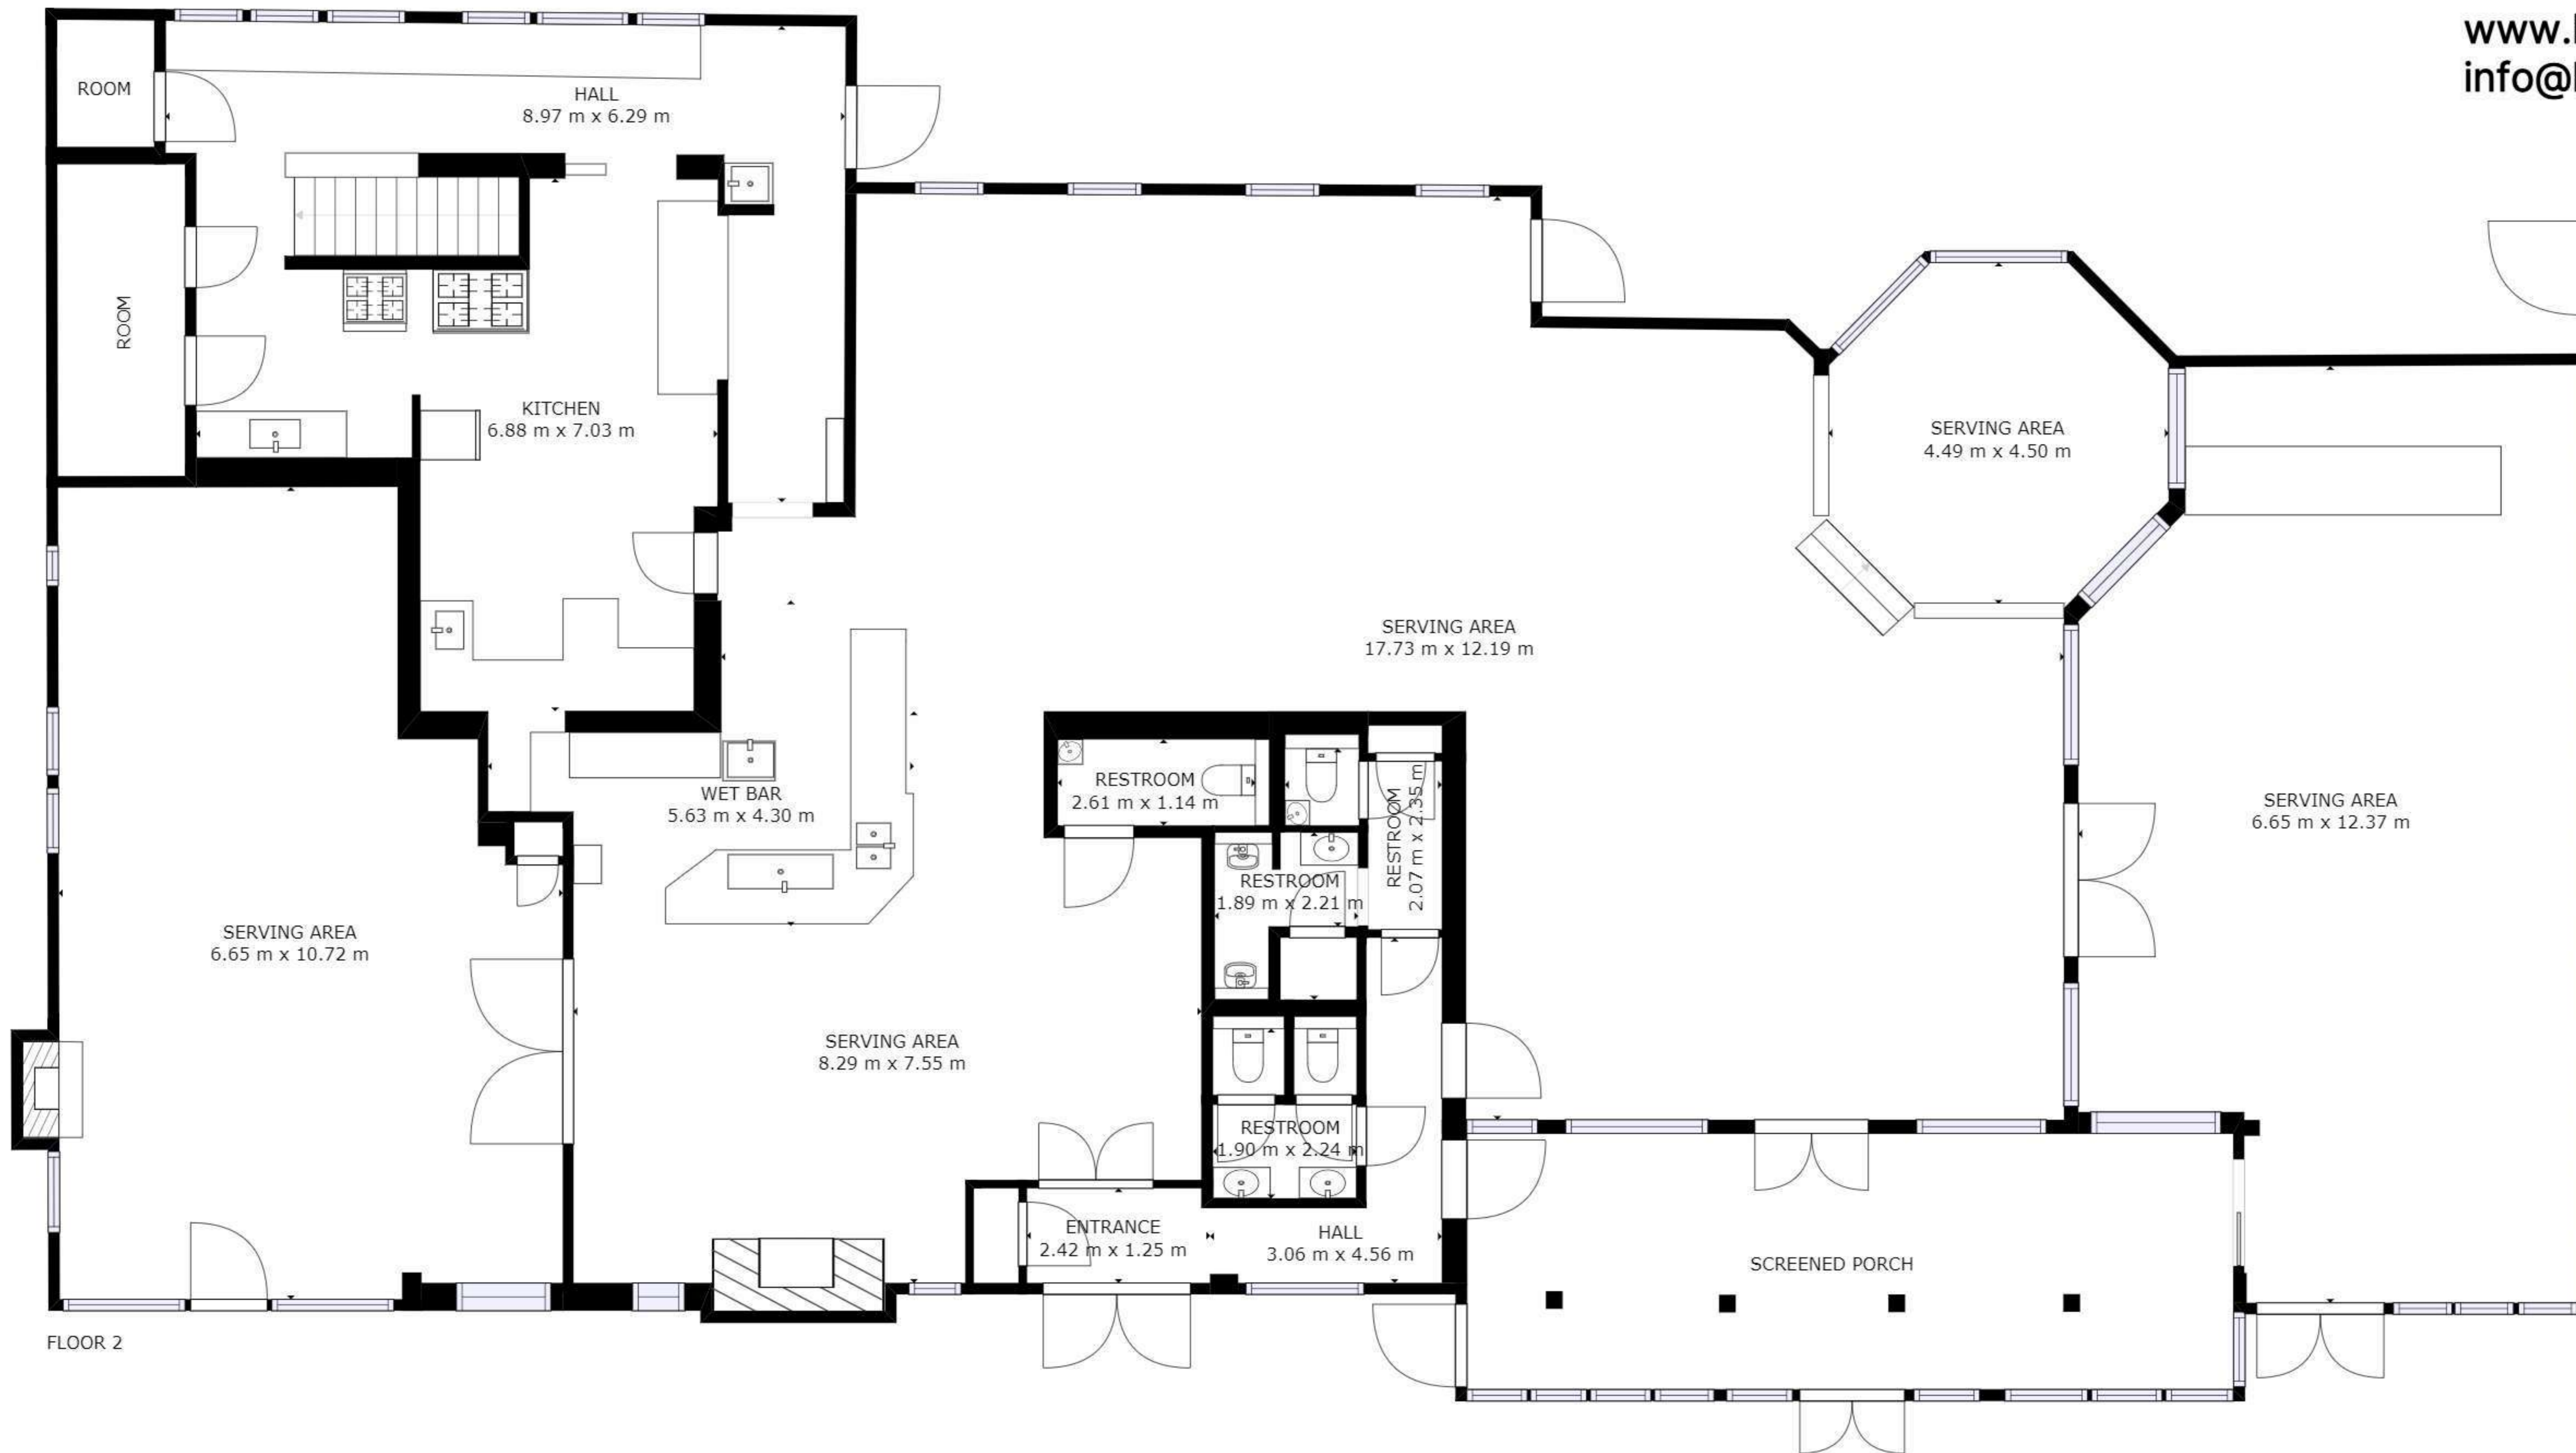 www.
info@
ROOM
HALL
8.97 m x 6.29 m
ROOM
KITCHEN
6.88 m x 7.03 m
SERVING AREA
4.49 m x 4.50 m
SERVING AREA
17.73 m x 12.19 m
RESTROOM
2.61 m x 1.14 m
WET BAR
5.63 m x 4.30 m
RESTROOM
2.07 m x 2.35 m
SERVING AREA
6.65 m x 12.37 m
RESTROOM
1.89 m x 2.21 m
SERVING AREA
6.65 m x 10.72 m
SERVING AREA
8.29 m x 7.55 m
RESTROOM
1.90 m x 2.24 m
ENTRANCE
2.42 m x 1.25 m
HALL
3.06 m x 4.56 m
SCREENED PORCH
FLOOR 2